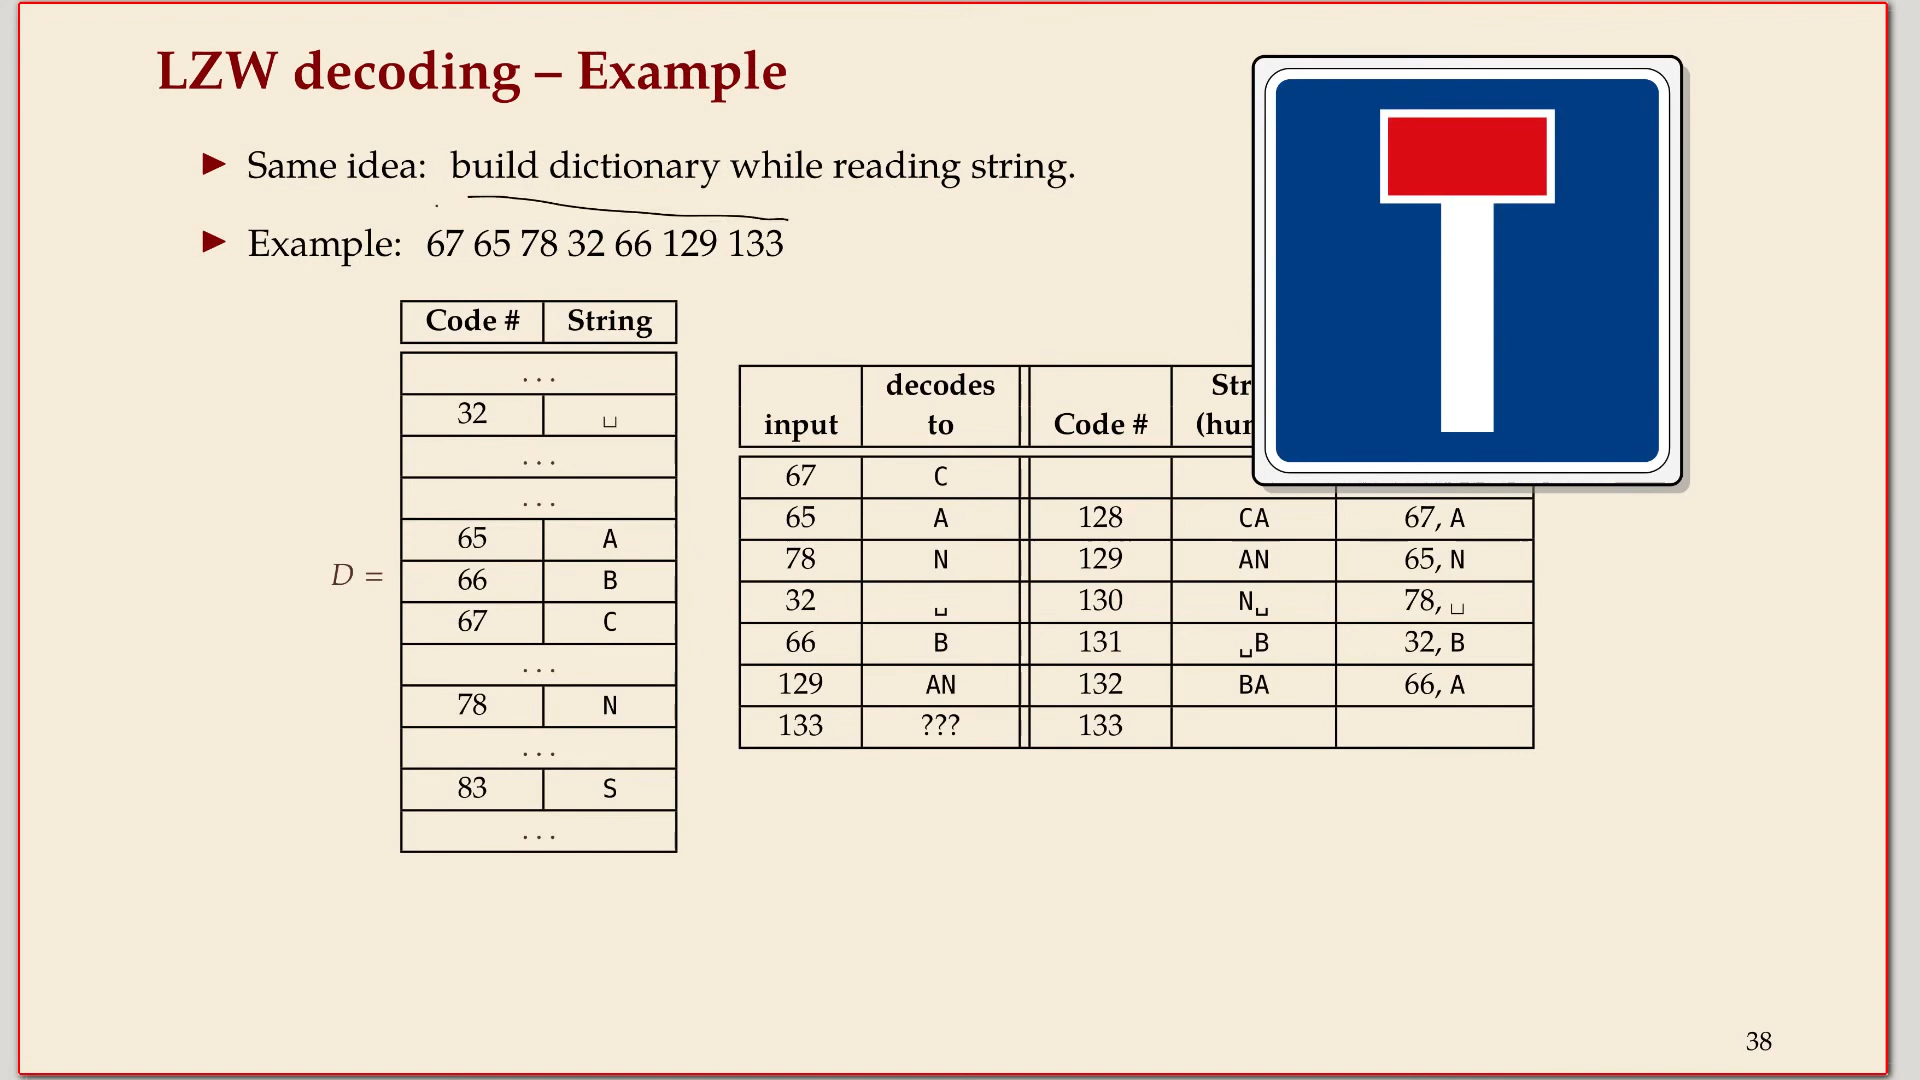 LZW decoding – Example
► Same idea: build dictionary while reading string.
► Example: 67 65 78 32 66 129 133
Code # String
. . .
32 ␣
. . .
. . .
65 A
D = 66 B
67 C
. . .
78 N
. . .
83 S
. . .
decodes
input to Code #
67 C
65 A 128 CA 67, A
78 N 129 AN 65, N
32 ␣ 130 N␣ 78, ␣
66 B 131 ␣B 32, B
129 AN 132 BA 66, A
133 ??? 133
38